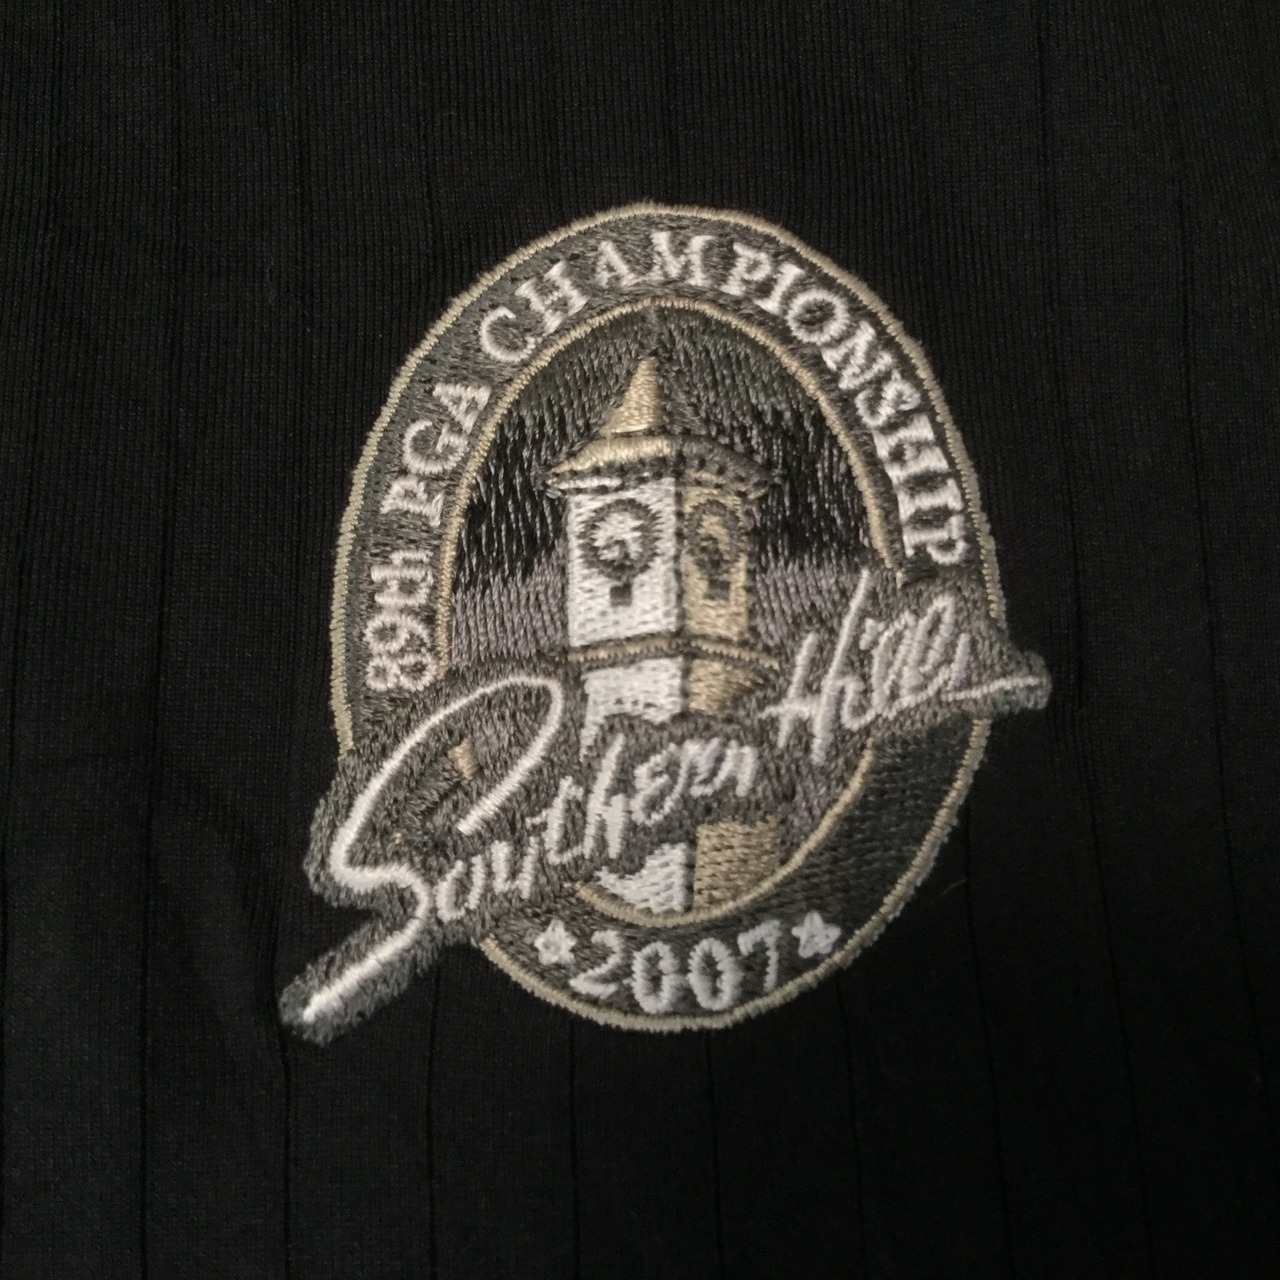 89th PGA CHAMPIONSHIP
Southern Hills
2007